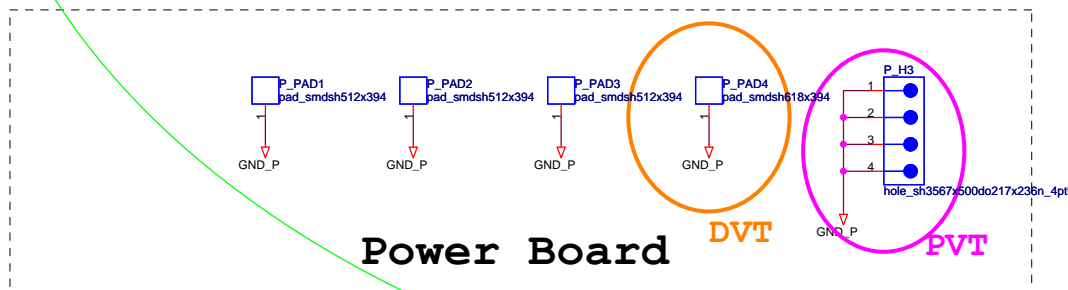 P_PAD1
pad_smdsh512x394
1
GND_P
P_PAD2
pad_smdsh512x394
1
GND_P
P_PAD3
pad_smdsh512x394
1
GND_P
P_PAD4
pad_smdsh618x394
1
GND_P
P_H3
1
2
3
4
hole_sh3567x500do217x236n_4pt
GND_P
Power Board
DVT
PVT